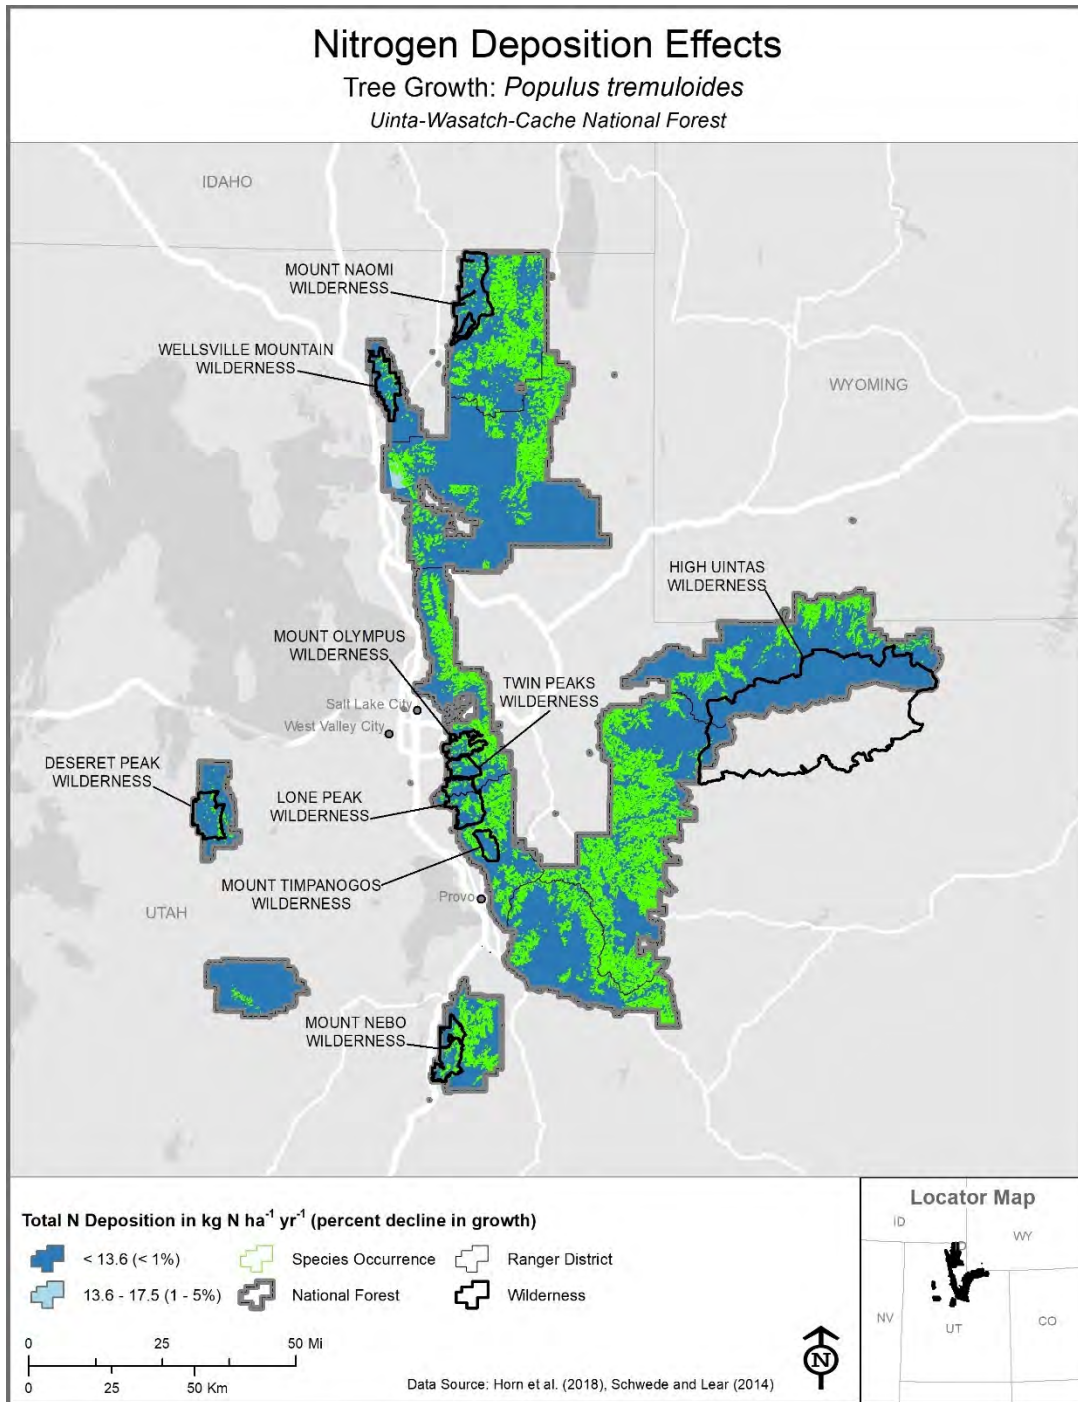 Nitrogen Deposition Effects
Tree Growth: Populus tremuloides
Uinta-Wasatch-Cache National Forest
IDAHO
MOUNT NAOMI
WILDERNESS
WELLSVILLE MOUNTAIN
WILDERNESS
WYOMING
HIGH UINTAS
WILDERNESS
MOUNT OLYMPUS
WILDERNESS
TWIN PEAKS
WILDERNESS
Salt Lake City
West Valley City
DESERET PEAK
WILDERNESS
LONE PEAK
WILDERNESS
MOUNT TIMPANOGOS
WILDERNESS
Provo
UTAH
MOUNT NEBO
WILDERNESS
Total N Deposition in kg N ha⁻¹ yr⁻¹ (percent decline in growth)
< 13.6 (< 1%)
Species Occurrence
Ranger District
13.6 - 17.5 (1 - 5%)
National Forest
Wilderness
0 25 50 Mi
0 25 50 Km
N
Data Source: Horn et al. (2018), Schwede and Lear (2014)
Locator Map
ID
WY
NV
UT
CO